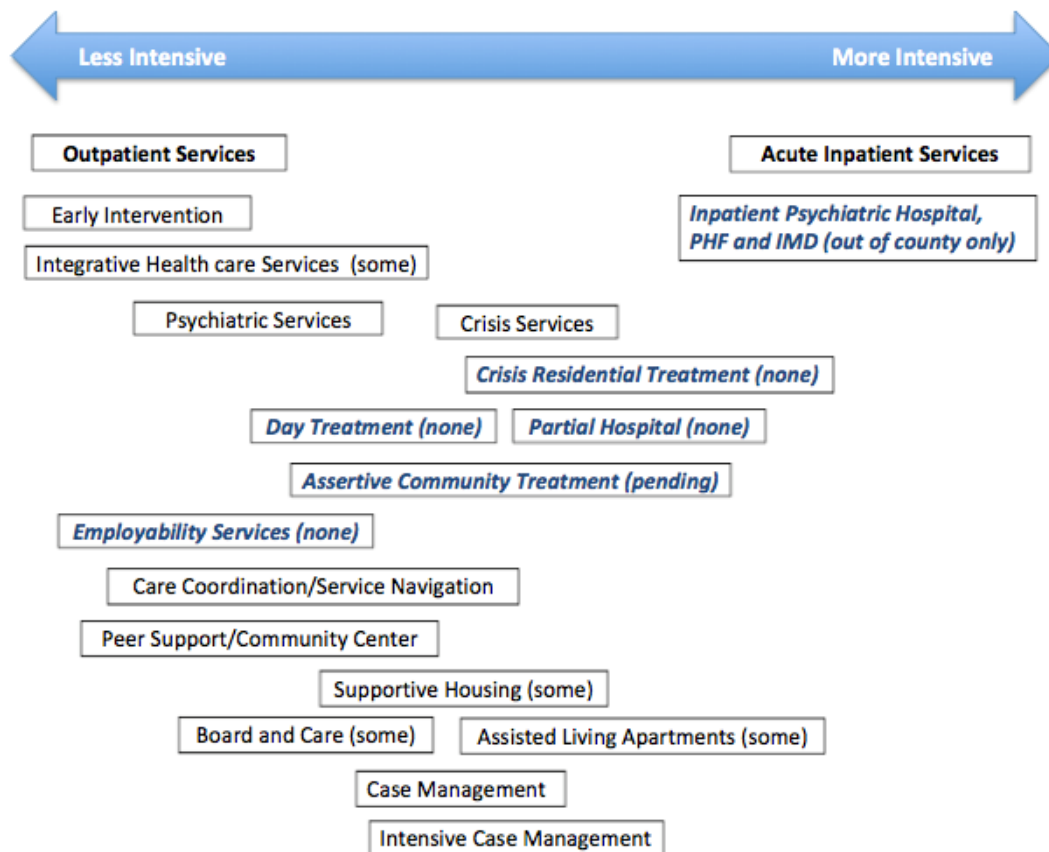 Less Intensive More Intensive
Outpatient Services Acute Inpatient Services
Early Intervention
Inpatient Psychiatric Hospital,
PHF and IMD (out of county only)
Integrative Health care Services (some)
Psychiatric Services Crisis Services
Crisis Residential Treatment (none)
Day Treatment (none) Partial Hospital (none)
Assertive Community Treatment (pending)
Employability Services (none)
Care Coordination/Service Navigation
Peer Support/Community Center
Supportive Housing (some)
Board and Care (some) Assisted Living Apartments (some)
Case Management
Intensive Case Management